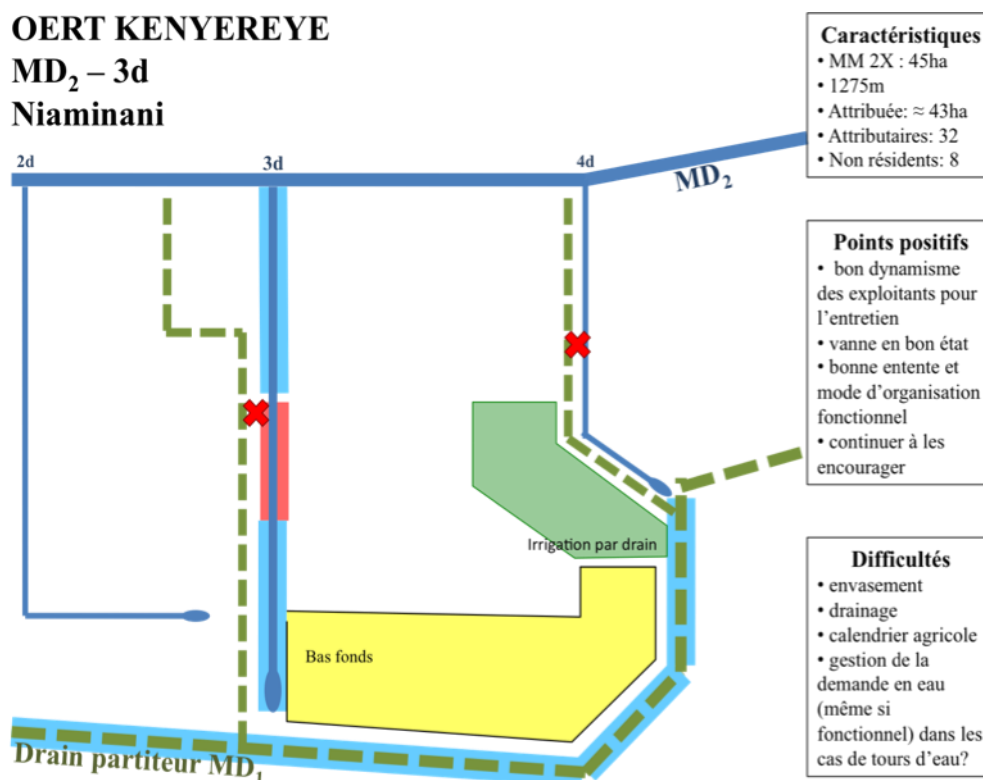 OERT KENYEREYE
MD₂ – 3d
Niaminani
2d
3d
4d
MD₂
Irrigation par drain
Bas fonds
Drain partiteur MD₁
Caractéristiques
• MM 2X : 45ha
• 1275m
• Attribuée: ≈ 43ha
• Attributaires: 32
• Non résidents: 8
Points positifs
• bon dynamisme
des exploitants pour
l’entretien
• vanne en bon état
• bonne entente et
mode d’organisation
fonctionnel
• continuer à les
encourager
Difficultés
• envasement
• drainage
• calendrier agricole
• gestion de la
demande en eau
(même si
fonctionnel) dans les
cas de tours d’eau?